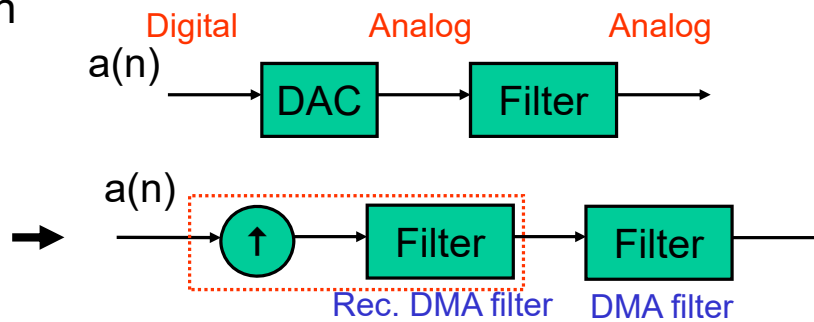 n
Digital Analog Analog
a(n)
DAC Filter
a(n)
↑ Filter Filter
Rec. DMA filter DMA filter